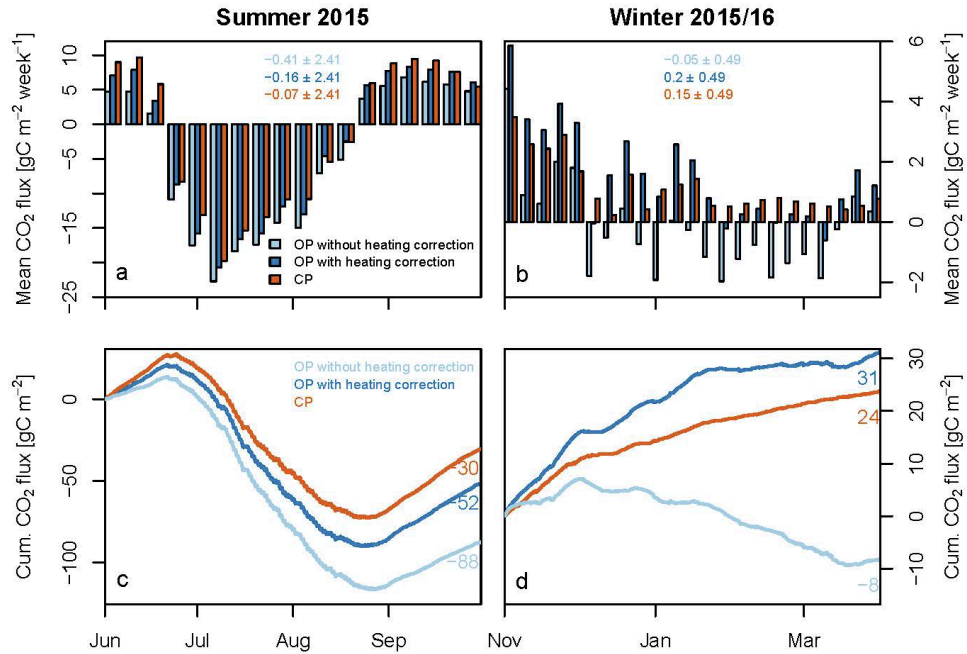 Summer 2015
Winter 2015/16
Mean CO₂ flux [gC m⁻² week⁻¹]
10
5
0
−5
−15
−25
−0.41 ± 2.41
−0.16 ± 2.41
−0.07 ± 2.41
OP without heating correction
OP with heating correction
CP
a
−0.05 ± 0.49
0.2 ± 0.49
0.15 ± 0.49
b
6
4
2
0
−2
Mean CO₂ flux [gC m⁻² week⁻¹]
Cum. CO₂ flux [gC m⁻²]
0
−50
−100
OP without heating correction
OP with heating correction
CP
−30
−52
−88
c
Jun
Jul
Aug
Sep
31
24
−8
d
Nov
Jan
Mar
30
20
10
0
−10
Cum. CO₂ flux [gC m⁻²]